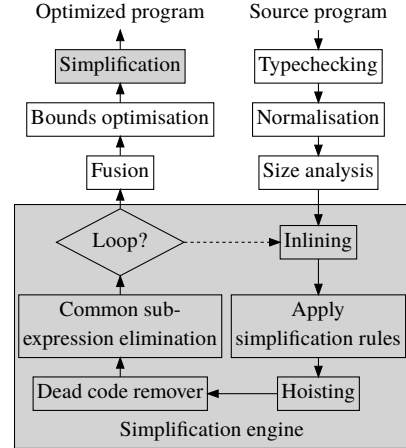 Optimized program
Source program
Simplification
Typechecking
Bounds optimisation
Normalisation
Fusion
Size analysis
Loop?
Inlining
Common sub-
expression elimination
Apply
simplification rules
Dead code remover
Hoisting
Simplification engine